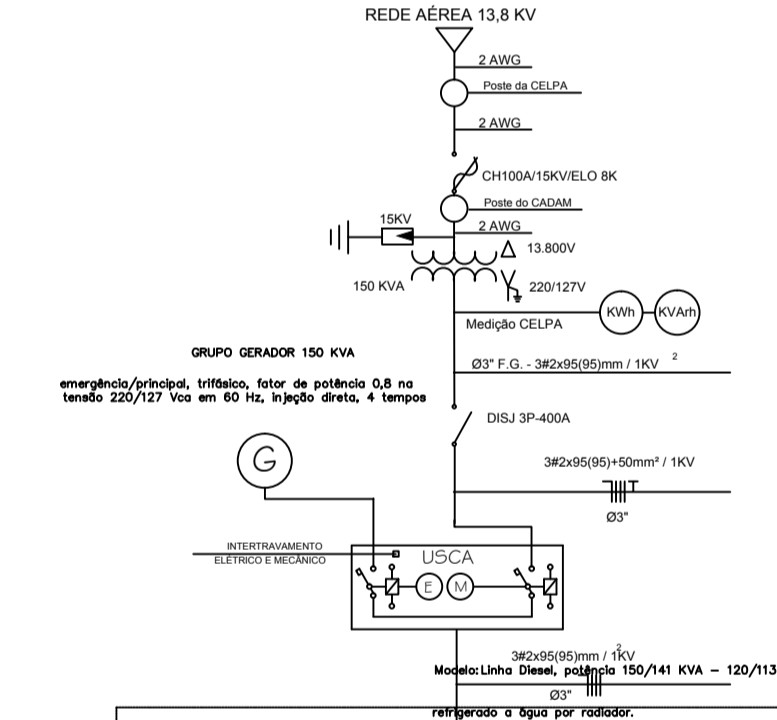 REDE AÉREA 13,8 KV
2 AWG
Poste da CELPA
2 AWG
CH100A/15KV/ELO 8K
Poste do CADAM
15KV
2 AWG
13.800V
150 KVA
220/127V
KWh
KVArh
Medição CELPA
GRUPO GERADOR 150 KVA
Ø3" F.G. - 3#2x95(95)mm / 1KV 2
emergência/principal, trifásico, fator de potência 0,8 na
tensão 220/127 Vca em 60 Hz, injeção direta, 4 tempos
DISJ 3P-400A
G
3#2x95(95)+50mm² / 1KV
Ø3"
INTERTRAVAMENTO
ELÉTRICO E MECÂNICO
USCA
E
M
3#2x95(95)mm / 1KV 2
Modelo: Linha Diesel, potência 150/141 KVA - 120/113
Ø3"
refrigerado a água por radiador.